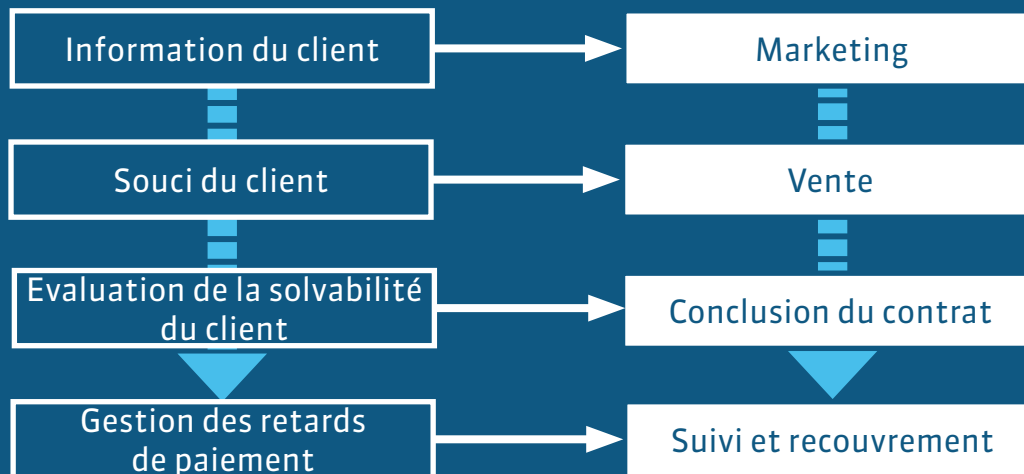 Information du client
Marketing
Souci du client
Vente
Evaluation de la solvabilité
du client
Conclusion du contrat
Gestion des retards
de paiement
Suivi et recouvrement